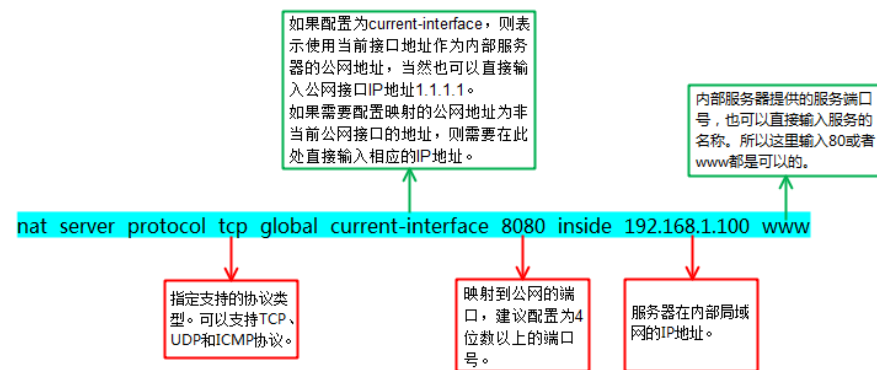 如果配置为current-interface，则表
示使用当前接口地址作为内部服务
器的公网地址，当然也可以直接输
入公网接口IP地址1.1.1.1。
如果需要配置映射的公网地址为非
当前公网接口的地址，则需要在此
处直接输入相应的IP地址。
内部服务器提供的服务端口
号，也可以直接输入服务的
名称。所以这里输入80或者
www都是可以的。
nat server protocol tcp global current-interface 8080 inside 192.168.1.100 www
指定支持的协议类
型。可以支持TCP、
UDP和ICMP协议。
映射到公网的端
口，建议配置为4
位数以上的端口
号。
服务器在内部局域
网的IP地址。